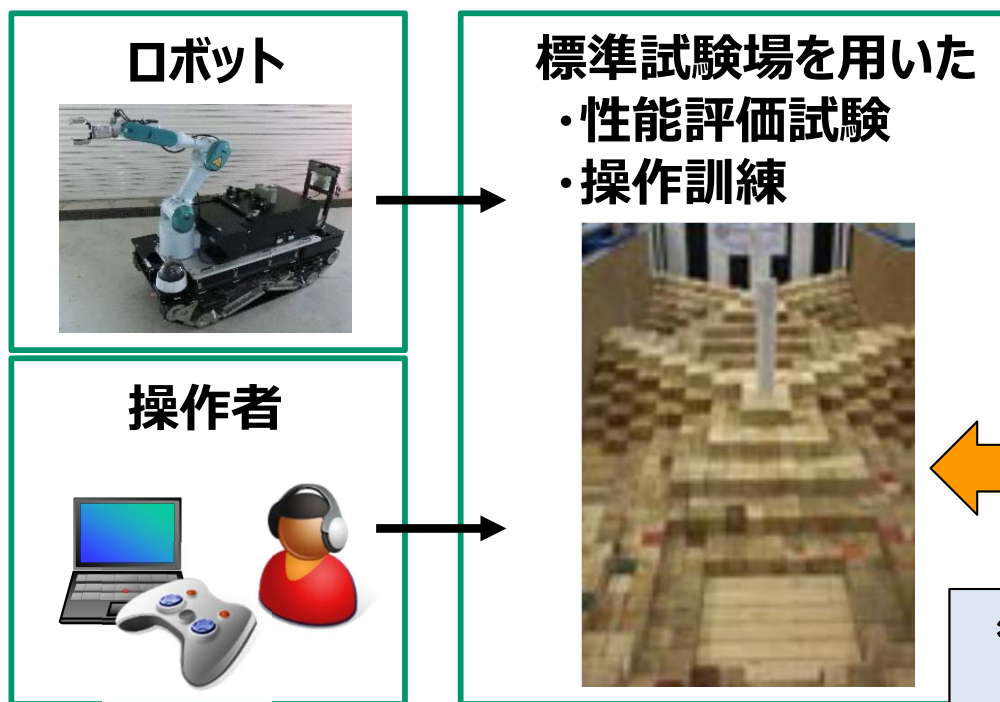 ロボット
標準試験場を用いた
・性能評価試験
・操作訓練
操作者